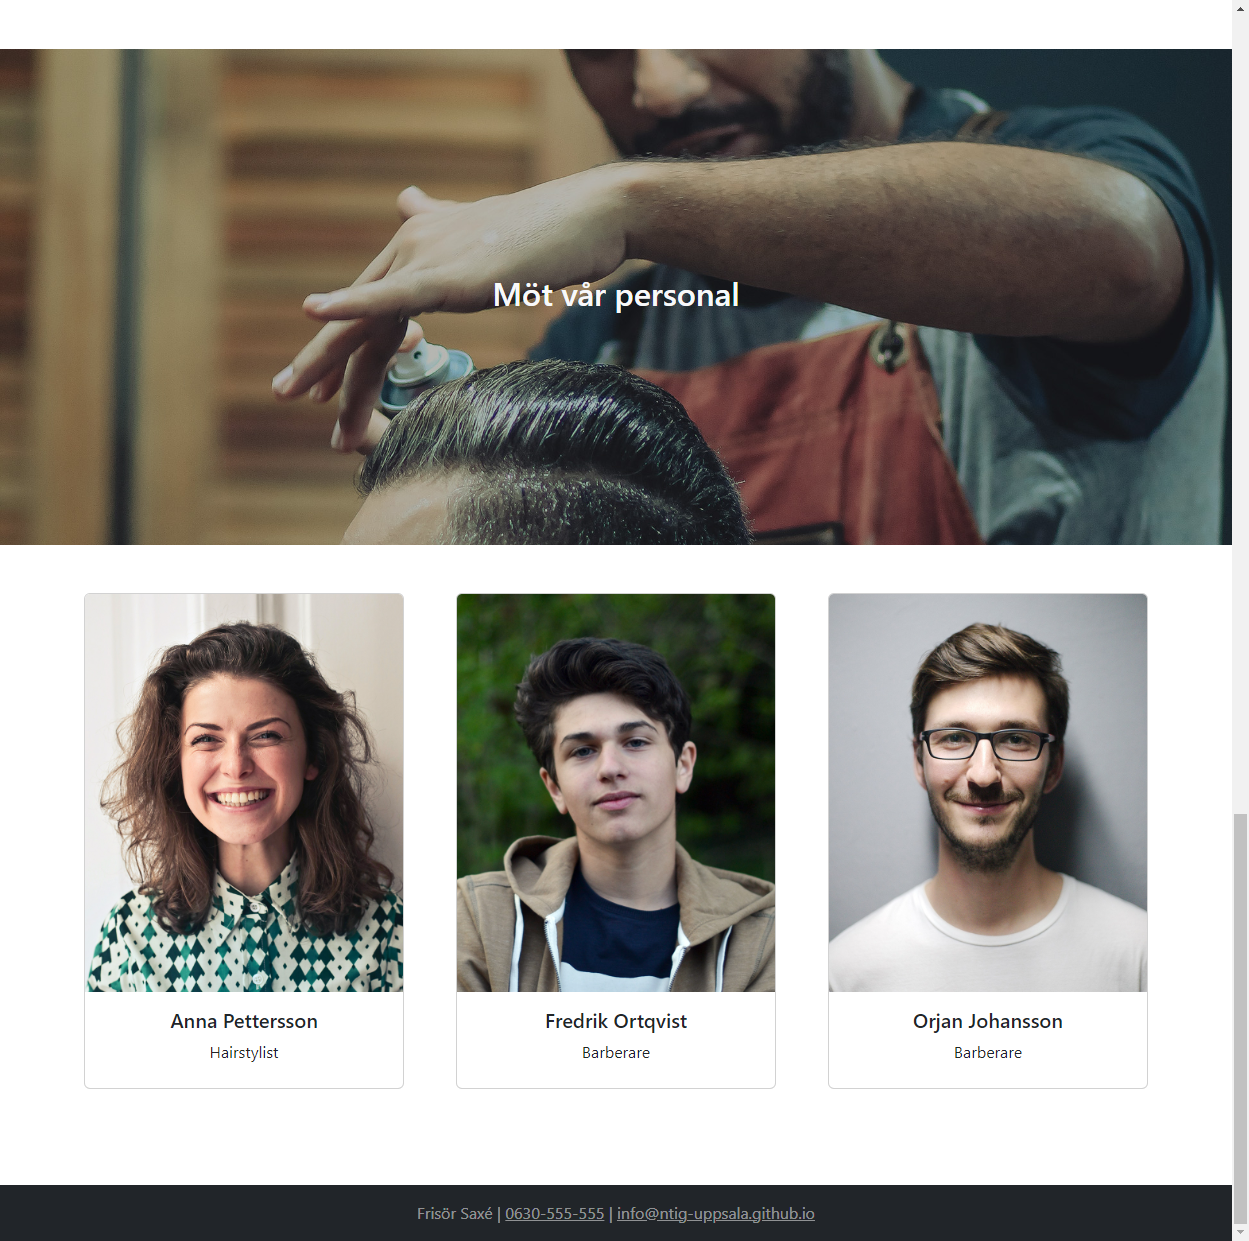 Möt vår personal
Anna Pettersson
Hairstylist
Fredrik Ortqvist
Barberare
Orjan Johansson
Barberare
Frisör Saxé | 0630-555-555 | info@ntig-uppsala.github.io